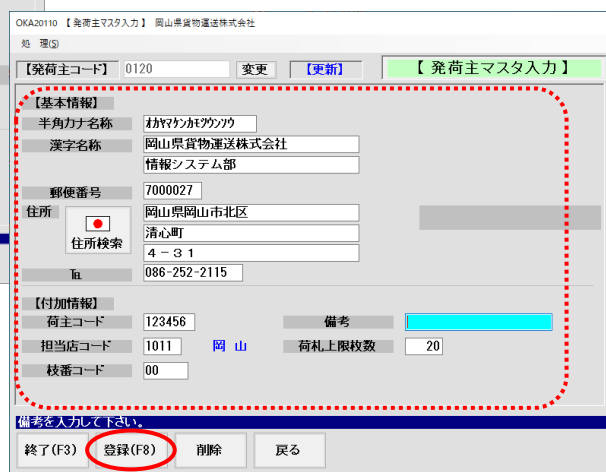 OKA20110 【 発荷主マスタ入力 】 岡山県貨物運送株式会社
処 理(S)
【発荷主コード】 0120 変更 【更新】 【 発荷主マスタ入力 】
【基本情報】
半角カナ名称 ｵｶﾔﾏｹﾝｶﾓﾂｳﾝｿｳ
漢字名称 岡山県貨物運送株式会社
情報システム部
郵便番号 7000027
住所 岡山県岡山市北区
住所検索 清心町
４－３１
℡ 086-252-2115
【付加情報】
荷主コード 123456 備考
担当店コード 1011 岡 山 荷札上限枚数 20
枝番コード 00
備考を入力して下さい。
終了(F3) 登録(F8) 削除 戻る